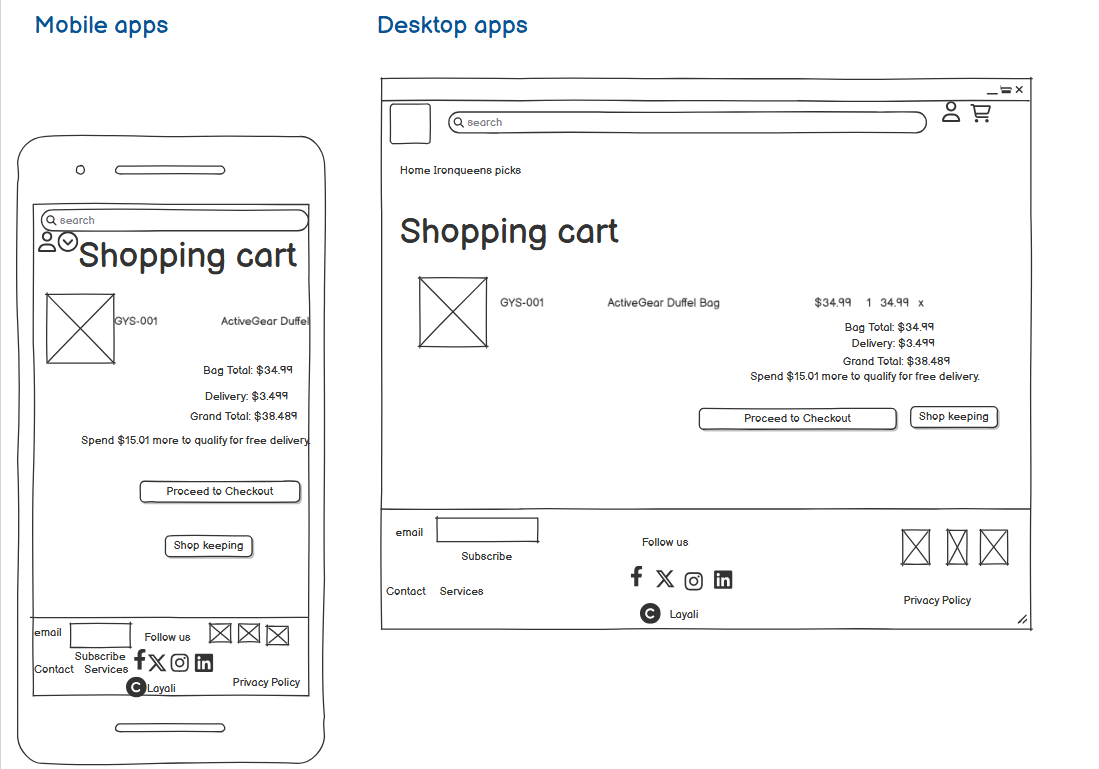 Mobile apps
Desktop apps
search
Shopping cart
GYS-001 ActiveGear Duffel
Bag Total: $34.99
Delivery: $3.499
Grand Total: $38.489
Spend $15.01 more to qualify for free delivery.
Proceed to Checkout
Shop keeping
email
Follow us
Subscribe
Contact Services
Layali
Privacy Policy
search
Home Ironqueens picks
Shopping cart
GYS-001 ActiveGear Duffel Bag $34.99 1 34.99 x
Bag Total: $34.99
Delivery: $3.499
Grand Total: $38.489
Spend $15.01 more to qualify for free delivery.
Proceed to Checkout Shop keeping
email
Subscribe
Contact Services
Follow us
Layali
Privacy Policy